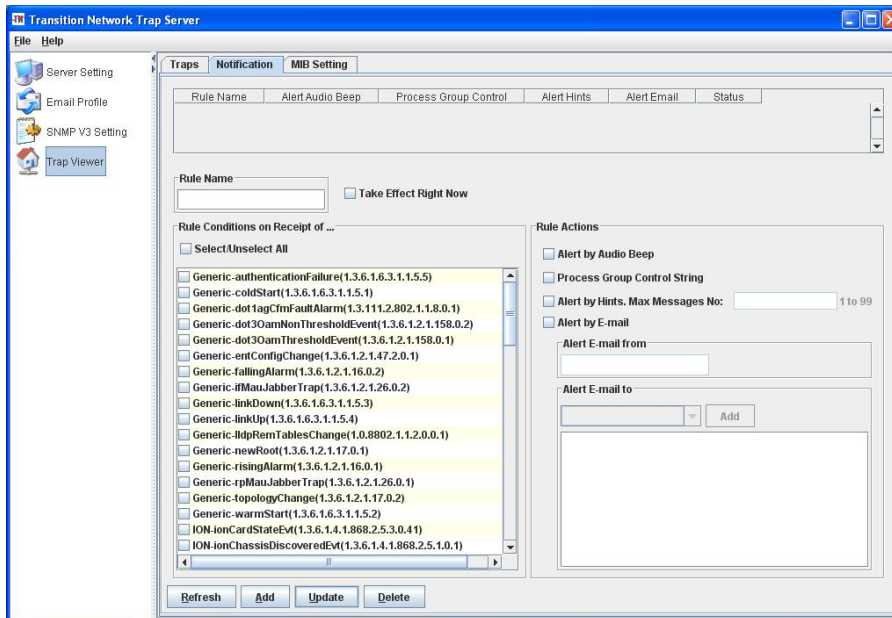 Transition Network Trap Server
File Help
Server Setting
Email Profile
SNMP V3 Setting
Trap Viewer
Traps Notification MIB Setting
Rule Name Alert Audio Beep Process Group Control Alert Hints Alert Email Status
Rule Name
Take Effect Right Now
Rule Conditions on Receipt of ...
Select/Unselect All
Generic-authenticationFailure(1.3.6.1.6.3.1.1.5.5)
Generic-coldStart(1.3.6.1.6.3.1.1.5.1)
Generic-dot1agCfmFaultAlarm(1.3.111.2.802.1.1.8.0.1)
Generic-dot3OamNonThresholdEvent(1.3.6.1.2.1.158.0.2)
Generic-dot3OamThresholdEvent(1.3.6.1.2.1.158.0.1)
Generic-entConfigChange(1.3.6.1.2.1.47.2.0.1)
Generic-fallingAlarm(1.3.6.1.2.1.16.0.2)
Generic-ifMauJabberTrap(1.3.6.1.2.1.26.0.2)
Generic-linkDown(1.3.6.1.6.3.1.1.5.3)
Generic-linkUp(1.3.6.1.6.3.1.1.5.4)
Generic-lldpRemTablesChange(1.0.8802.1.1.2.0.0.1)
Generic-newRoot(1.3.6.1.2.1.17.0.1)
Generic-risingAlarm(1.3.6.1.2.1.16.0.1)
Generic-rpMauJabberTrap(1.3.6.1.2.1.26.0.1)
Generic-topologyChange(1.3.6.1.2.1.17.0.2)
Generic-warmStart(1.3.6.1.6.3.1.1.5.2)
ION-ionCardStateEvt(1.3.6.1.4.1.868.2.5.3.0.41)
ION-ionChassisDiscoveredEvt(1.3.6.1.4.1.868.2.5.1.0.1)
Rule Actions
Alert by Audio Beep
Process Group Control String
Alert by Hints. Max Messages No: 1 to 99
Alert by E-mail
Alert E-mail from
Alert E-mail to
Add
Refresh Add Update Delete